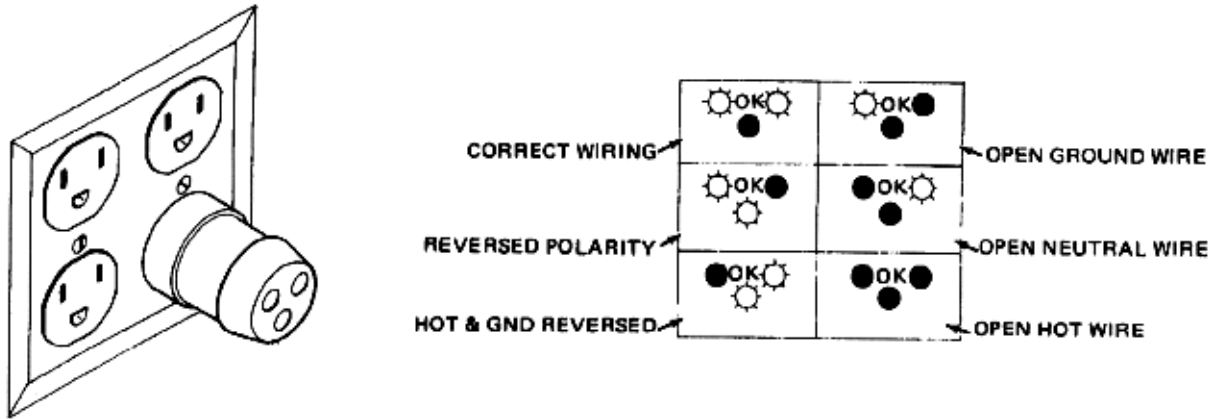 OK OK
CORRECT WIRING OPEN GROUND WIRE
OK OK
REVERSED POLARITY OPEN NEUTRAL WIRE
OK OK
HOT & GND REVERSED OPEN HOT WIRE